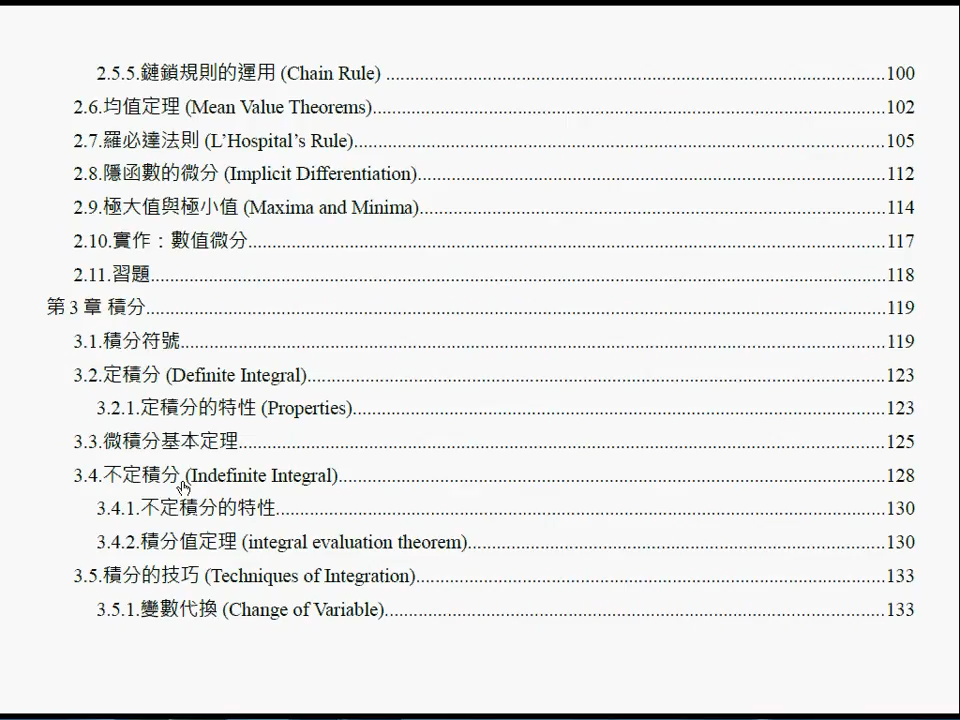 2.5.5.鏈鎖規則的運用 (Chain Rule) ....................100
2.6.均值定理 (Mean Value Theorems)....................102
2.7.羅必達法則 (L’Hospital’s Rule)....................105
2.8.隱函數的微分 (Implicit Differentiation)....................112
2.9.極大值與極小值 (Maxima and Minima)....................114
2.10.實作：數值微分....................117
2.11.習題....................118
第 3 章 積分....................119
3.1.積分符號....................119
3.2.定積分 (Definite Integral)....................123
3.2.1.定積分的特性 (Properties)....................123
3.3.微積分基本定理....................125
3.4.不定積分 (Indefinite Integral)....................128
3.4.1.不定積分的特性....................130
3.4.2.積分值定理 (integral evaluation theorem)....................130
3.5.積分的技巧 (Techniques of Integration)....................133
3.5.1.變數代換 (Change of Variable)....................133